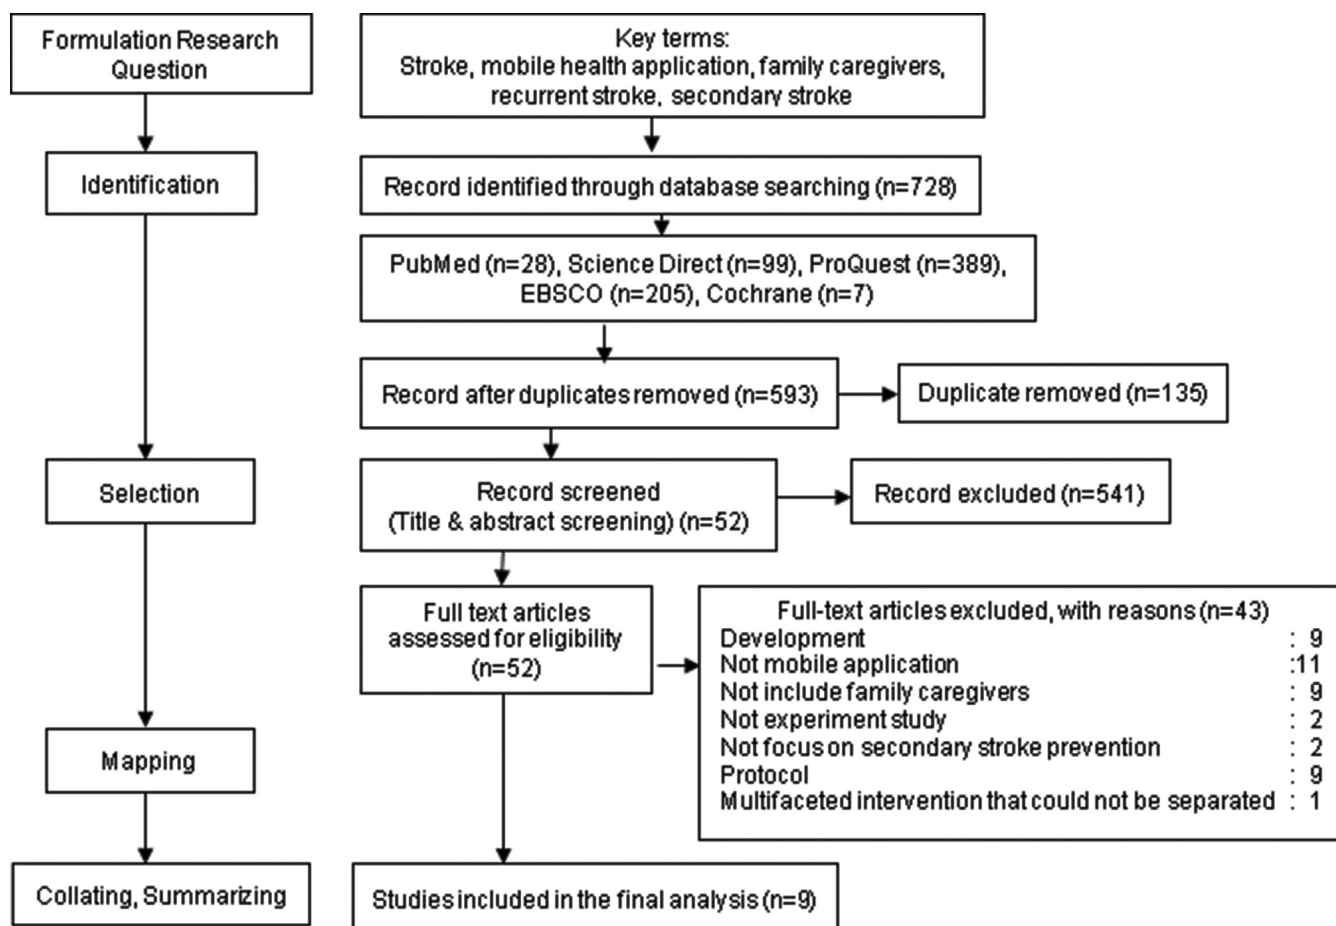 Formulation Research
Question
Key terms:
Stroke, mobile health application, family caregivers,
recurrent stroke, secondary stroke
Identification
Record identified through database searching (n=728)
PubMed (n=28), Science Direct (n=99), ProQuest (n=389),
EBSCO (n=205), Cochrane (n=7)
Record after duplicates removed (n=593)
Duplicate removed (n=135)
Selection
Record screened
(Title & abstract screening) (n=52)
Record excluded (n=541)
Full text articles
assessed for eligibility
(n=52)
Full-text articles excluded, with reasons (n=43)
Development : 9
Not mobile application :11
Not include family caregivers : 9
Not experiment study : 2
Not focus on secondary stroke prevention : 2
Protocol : 9
Multifaceted intervention that could not be separated : 1
Mapping
Collating, Summarizing
Studies included in the final analysis (n=9)